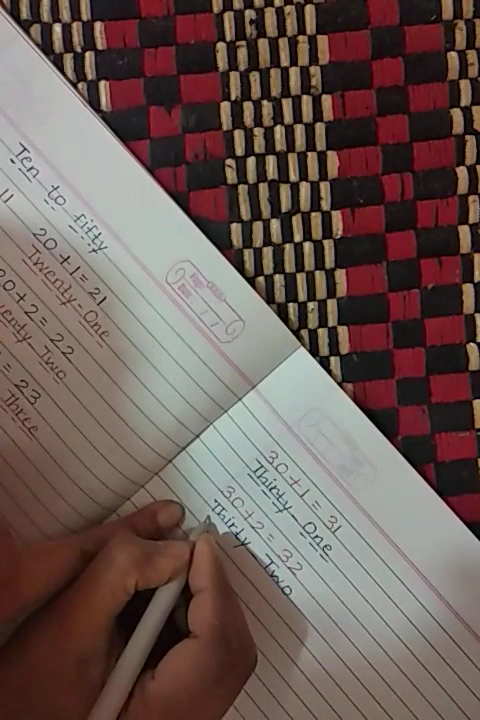 Ten to fifty
11
20+1=21
Twenty-One
20+2=22
Twenty Two
= 23
Three
30+1=31
Thirty One
30+2=32
Thirty Two